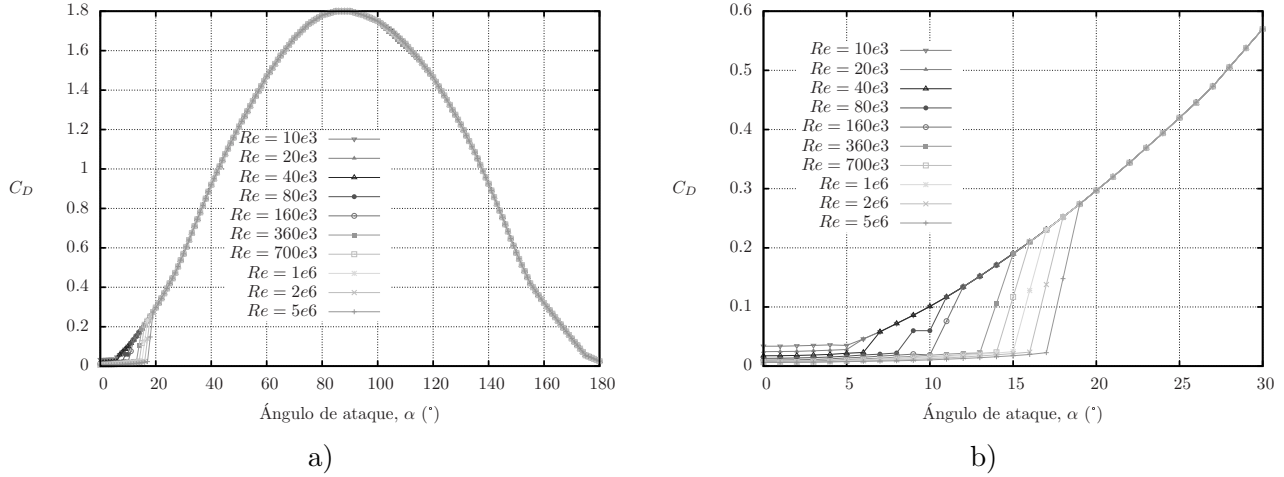 1.8
1.6
1.4
1.2
1
0.8
0.6
0.4
0.2
0
C_D
Re = 10e3
Re = 20e3
Re = 40e3
Re = 80e3
Re = 160e3
Re = 360e3
Re = 700e3
Re = 1e6
Re = 2e6
Re = 5e6
0 20 40 60 80 100 120 140 160 180
Ángulo de ataque, α (°)
a)
0.6
0.5
0.4
0.3
0.2
0.1
0
C_D
Re = 10e3
Re = 20e3
Re = 40e3
Re = 80e3
Re = 160e3
Re = 360e3
Re = 700e3
Re = 1e6
Re = 2e6
Re = 5e6
0 5 10 15 20 25 30
Ángulo de ataque, α (°)
b)